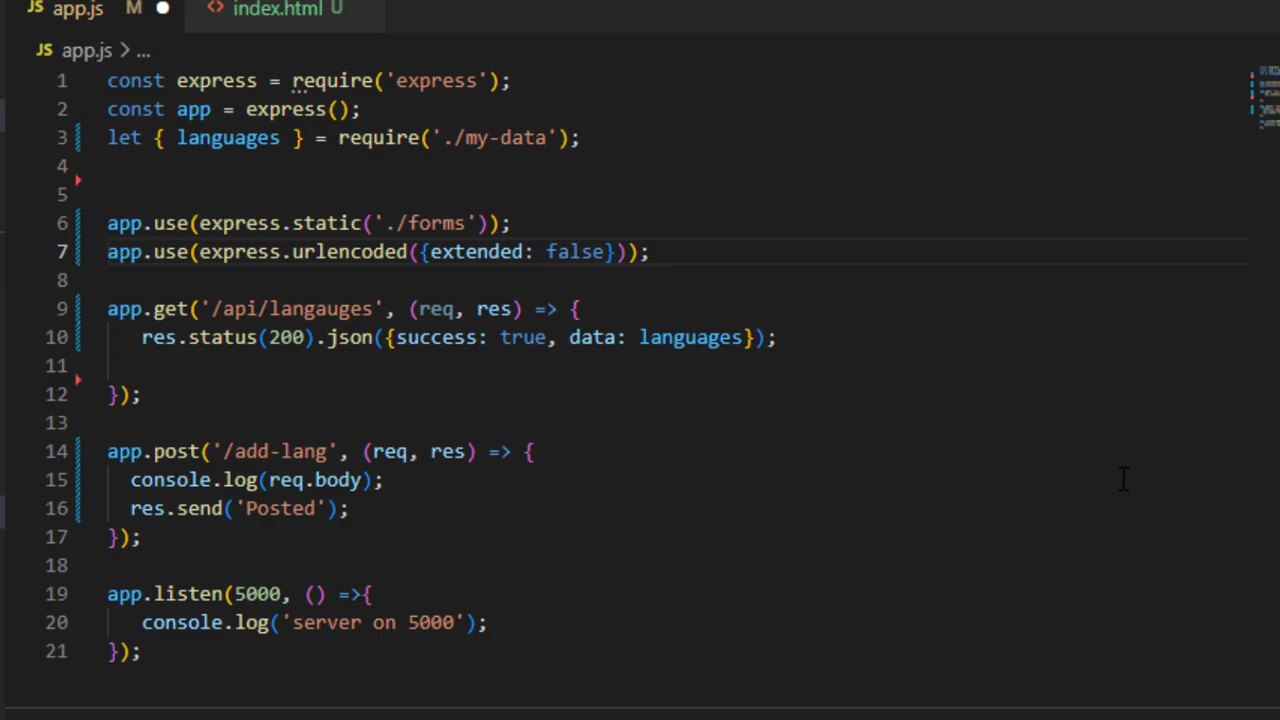 JS app.js M
<> index.html U
JS app.js > ...
1 const express = require('express');
2 const app = express();
3 let { languages } = require('./my-data');
4
5
6 app.use(express.static('./forms'));
7 app.use(express.urlencoded({extended: false}));
8
9 app.get('/api/langauges', (req, res) => {
10 res.status(200).json({success: true, data: languages});
11
12 });
13
14 app.post('/add-lang', (req, res) => {
15 console.log(req.body);
16 res.send('Posted');
17 });
18
19 app.listen(5000, () =>{
20 console.log('server on 5000');
21 });